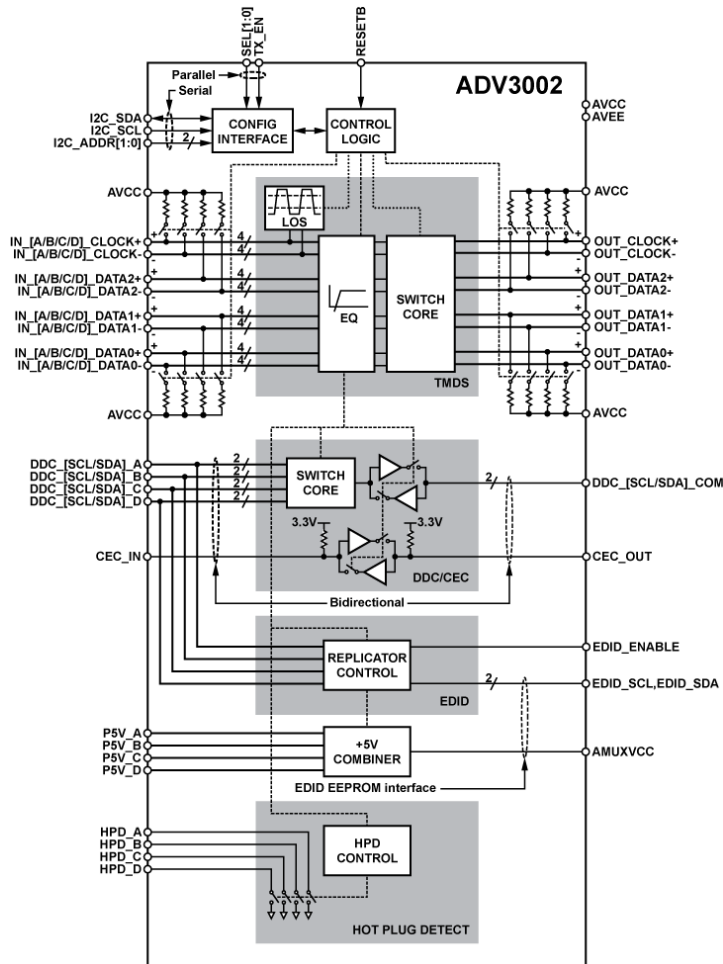 SEL[1:0]
TX_EN
RESETB
ADV3002
Parallel
Serial
I2C_SDA
I2C_SCL
I2C_ADDR[1:0]
2
CONFIG
INTERFACE
CONTROL
LOGIC
AVCC
AVEE
AVCC
AVCC
LOS
+
IN_[A/B/C/D]_CLOCK+
IN_[A/B/C/D]_CLOCK-
-
4
4
+
IN_[A/B/C/D]_DATA2+
IN_[A/B/C/D]_DATA2-
-
4
4
+
IN_[A/B/C/D]_DATA1+
IN_[A/B/C/D]_DATA1-
-
4
4
+
IN_[A/B/C/D]_DATA0+
IN_[A/B/C/D]_DATA0-
-
4
4
EQ
SWITCH
CORE
TMDS
+
OUT_CLOCK+
OUT_CLOCK-
-
+
OUT_DATA2+
OUT_DATA2-
-
+
OUT_DATA1+
OUT_DATA1-
-
+
OUT_DATA0+
OUT_DATA0-
-
AVCC
AVCC
DDC_[SCL/SDA]_A
DDC_[SCL/SDA]_B
DDC_[SCL/SDA]_C
DDC_[SCL/SDA]_D
2
2
2
2
SWITCH
CORE
2
DDC_[SCL/SDA]_COM
3.3V
3.3V
CEC_IN
CEC_OUT
DDC/CEC
Bidirectional
REPLICATOR
CONTROL
EDID_ENABLE
2
EDID_SCL,EDID_SDA
EDID
P5V_A
P5V_B
P5V_C
P5V_D
+5V
COMBINER
AMUXVCC
EDID EEPROM interface
HPD_A
HPD_B
HPD_C
HPD_D
HPD
CONTROL
HOT PLUG DETECT